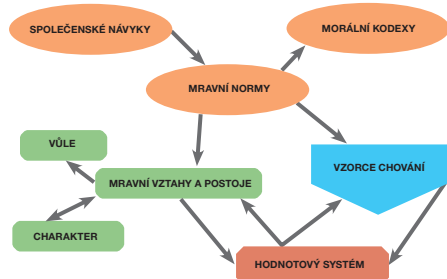 SPOLEČENSKÉ NÁVYKY
MORÁLNÍ KODEXY
MRAVNÍ NORMY
VŮLE
VZORCE CHOVÁNÍ
MRAVNÍ VZTAHY A POSTOJE
CHARAKTER
HODNOTOVÝ SYSTÉM